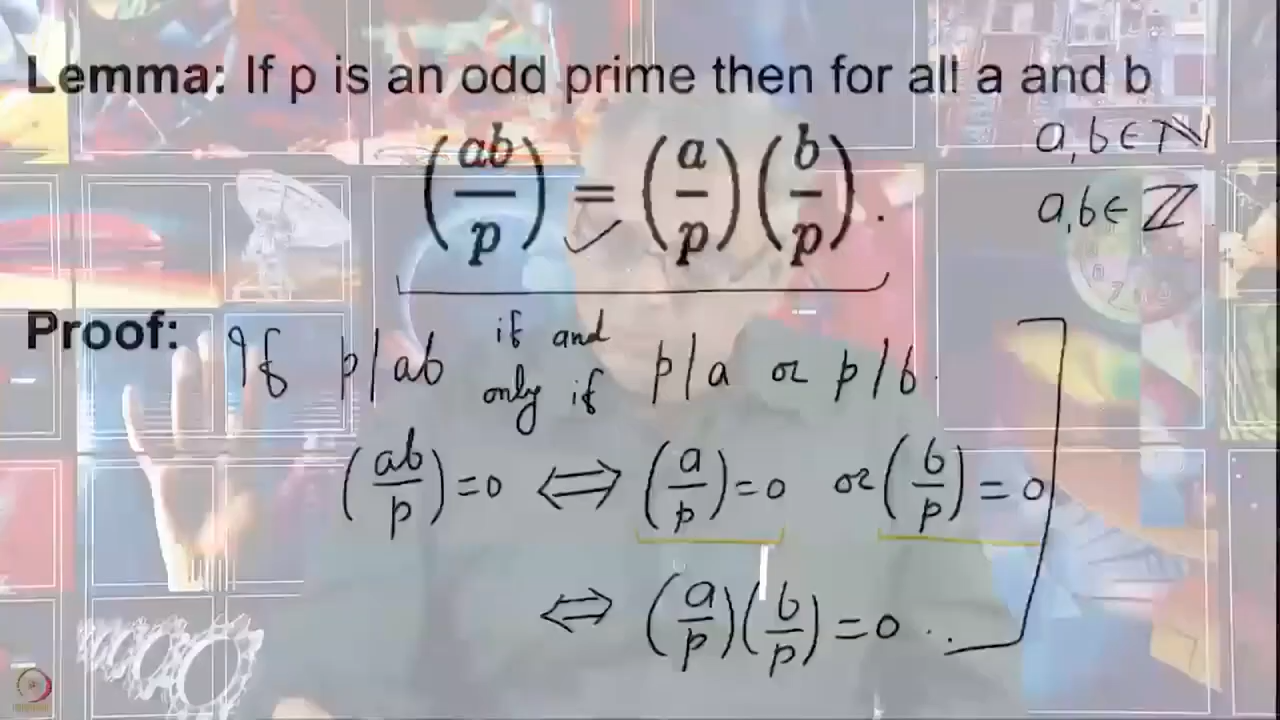 Lemma: If p is an odd prime then for all a and b
a, b ∈ ℕ
(ab/p) = (a/p)(b/p).
a, b ∈ ℤ
Proof: If p | ab if and only if p | a or p | b.
(ab/p) = 0 ⟺ (a/p) = 0 or (b/p) = 0
⟺ (a/p)(b/p) = 0 ..